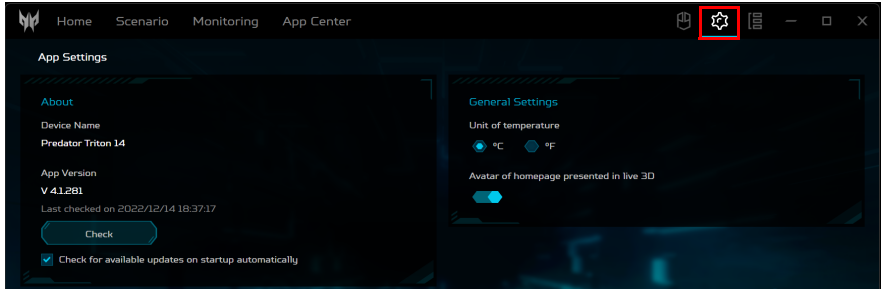 Home Scenario Monitoring App Center
App Settings
About
Device Name
Predator Triton 14
App Version
V 4.1.281
Last checked on 2022/12/14 18:37:17
Check
Check for available updates on startup automatically
General Settings
Unit of temperature
°C °F
Avatar of homepage presented in live 3D